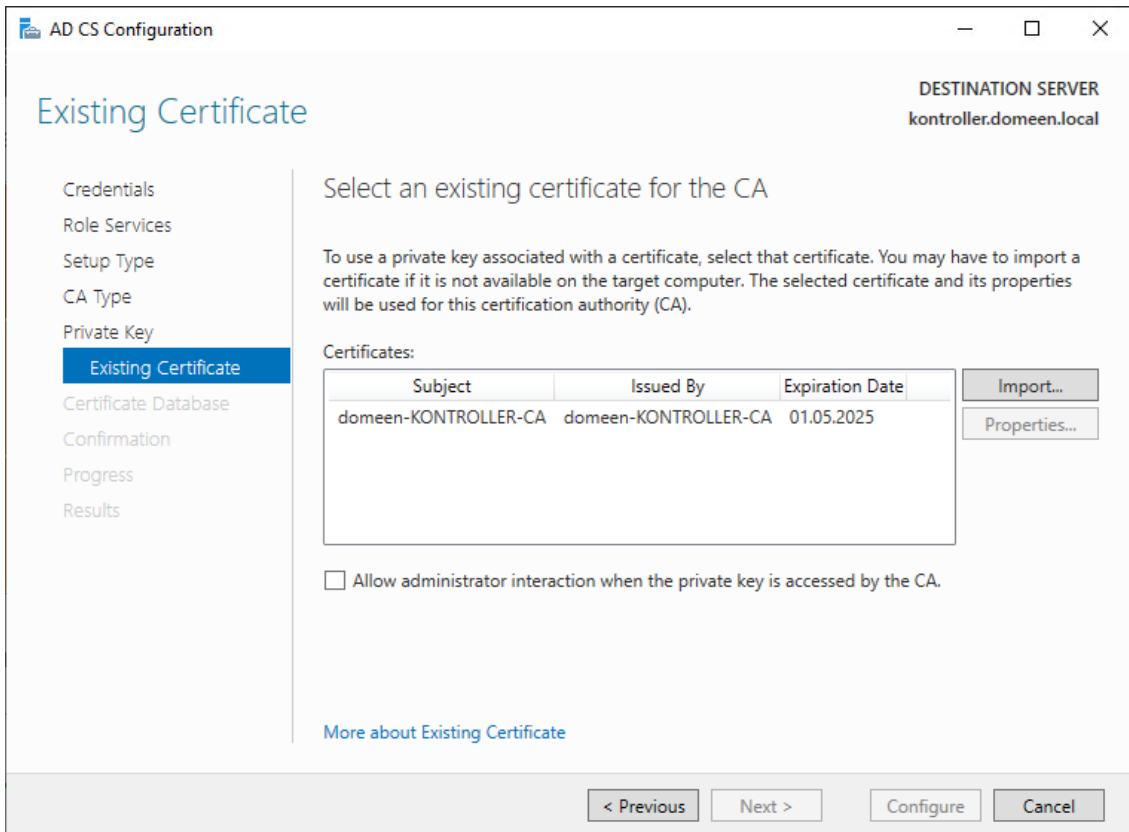 AD CS Configuration
DESTINATION SERVER
kontroller.domeen.local
Existing Certificate
Credentials
Role Services
Setup Type
CA Type
Private Key
Existing Certificate
Certificate Database
Confirmation
Progress
Results
Select an existing certificate for the CA
To use a private key associated with a certificate, select that certificate. You may have to import a
certificate if it is not available on the target computer. The selected certificate and its properties
will be used for this certification authority (CA).
Certificates:
Subject Issued By Expiration Date
domeen-KONTROLLER-CA domeen-KONTROLLER-CA 01.05.2025
Import...
Properties...
Allow administrator interaction when the private key is accessed by the CA.
More about Existing Certificate
< Previous Next > Configure Cancel